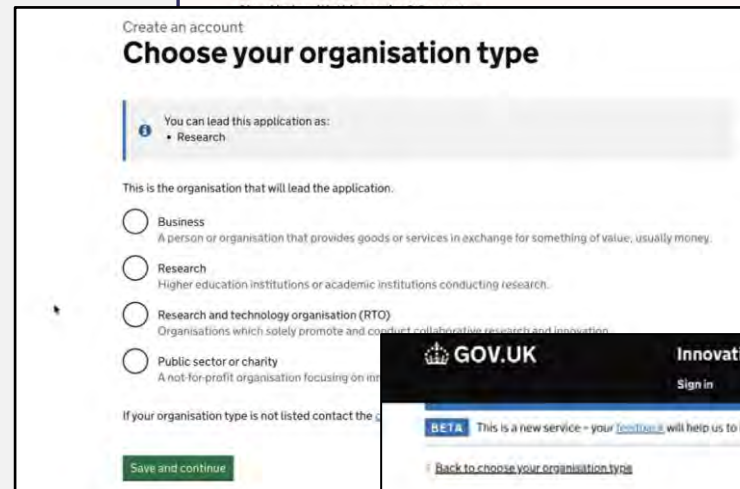 Create an account
Choose your organisation type
You can lead this application as:
• Research
This is the organisation that will lead the application.
Business
A person or organisation that provides goods or services in exchange for something of value, usually money.
Research
Higher education institutions or academic institutions conducting research.
Research and technology organisation (RTO)
Organisations which solely promote and conduct collaborative research and innovation.
Public sector or charity
A not-for-profit organisation focusing on
If your organisation type is not listed contact the
Save and continue
GOV.UK
Sign in
BETA This is a new service – your feedback will help us to
Back to choose your organisation type